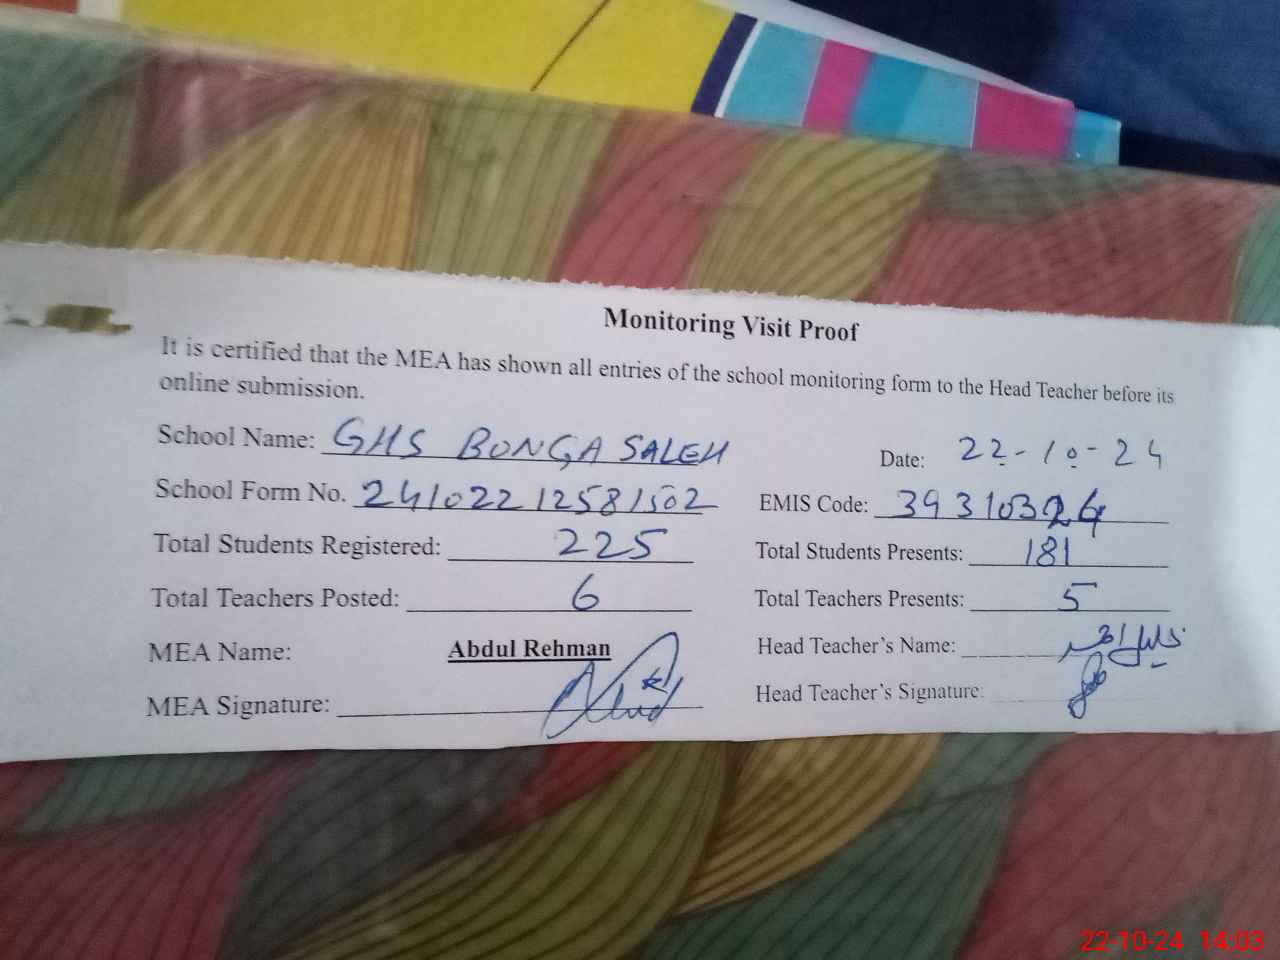 Monitoring Visit Proof
It is certified that the MEA has shown all entries of the school monitoring form to the Head Teacher before its
online submission.
School Name: GHS BONGA SALEH
Date: 22-10-24
School Form No. 24102212581502
EMIS Code: 39310324
Total Students Registered: 225
Total Students Presents: 181
Total Teachers Posted: 6
Total Teachers Presents: 5
MEA Name: Abdul Rehman
Head Teacher's Name:
MEA Signature:
Head Teacher's Signature:
22-10-24 14:03